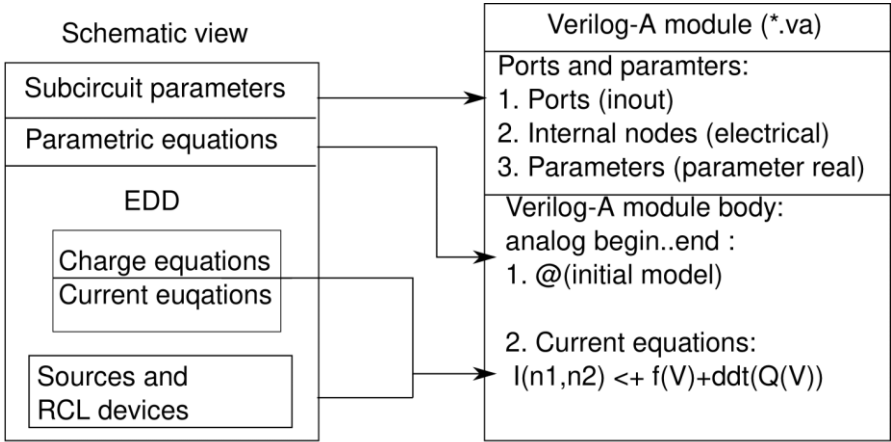 Schematic view
Subcircuit parameters
Parametric equations
EDD
Charge equations
Current euqations
Sources and
RCL devices
Verilog-A module (*.va)
Ports and paramters:
1. Ports (inout)
2. Internal nodes (electrical)
3. Parameters (parameter real)
Verilog-A module body:
analog begin..end :
1. @(initial model)
2. Current equations:
I(n1,n2) <+ f(V)+ddt(Q(V))